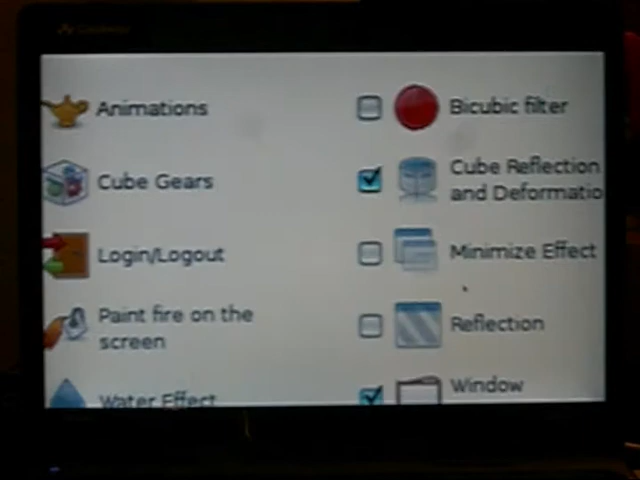 Animations
Bicubic filter
Cube Gears
Cube Reflection
and Deformatio
Login/Logout
Minimize Effect
Paint fire on the
screen
Reflection
Water Effect
Window